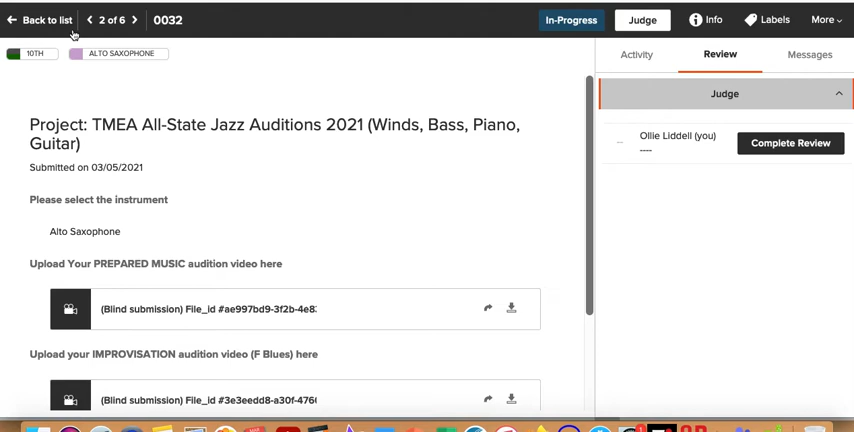 Back to list
2 of 6
0032
In-Progress
Judge
Info
Labels
More
10TH
ALTO SAXOPHONE
Activity
Review
Messages
Judge
Project: TMEA All-State Jazz Auditions 2021 (Winds, Bass, Piano,
Guitar)
Ollie Liddell (you)
----
Complete Review
Submitted on 03/05/2021
Please select the instrument
Alto Saxophone
Upload Your PREPARED MUSIC audition video here
(Blind submission) File_id #ae997bd9-3f2b-4e8
Upload your IMPROVISATION audition video (F Blues) here
(Blind submission) File_id #3e3eedd8-a30f-476